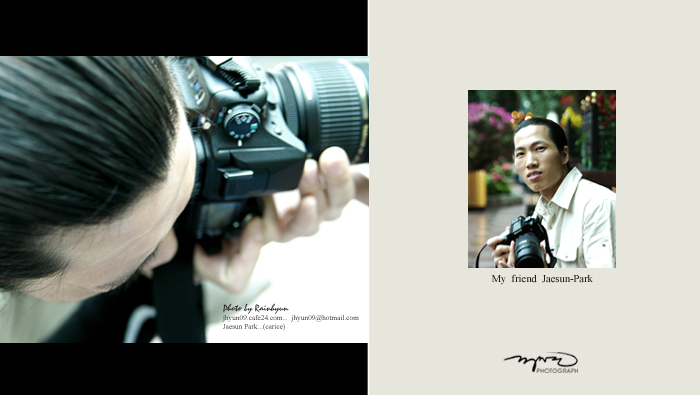 Photo by Rainhyun
jhyun09.cafe24.com... jhyun09@hotmail.com
Jaesun Park...(carice)
My friend Jaesun-Park
PHOTOGRAPH